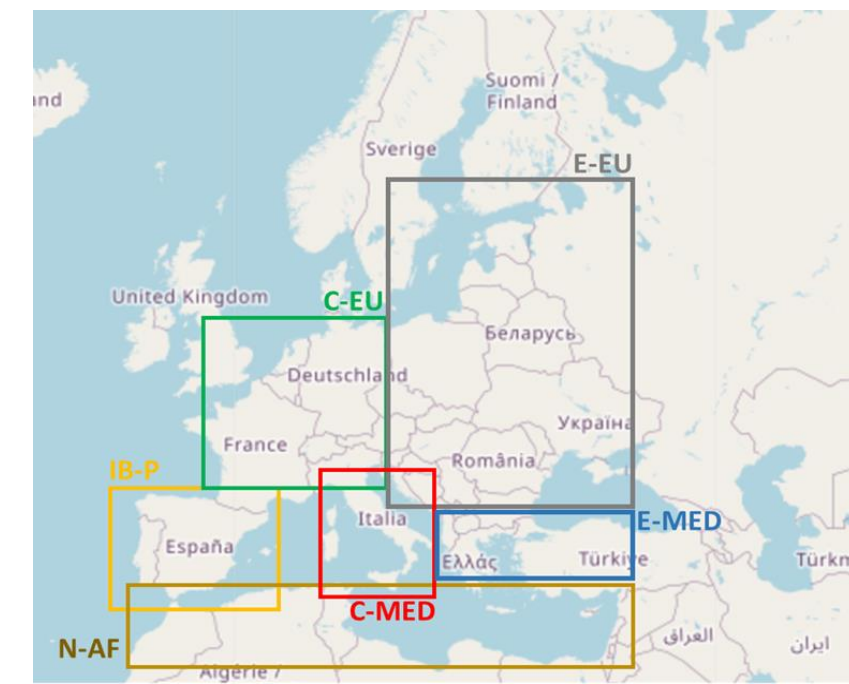 Suomi /
Finland
and
Sverige
E-EU
United Kingdom
C-EU
Беларусь
Deutschland
Україна
France
România
IB-P
Italia
E-MED
España
Ελλάς
Türkiye
Türkm
C-MED
العراق
ایران
N-AF
Algérie /